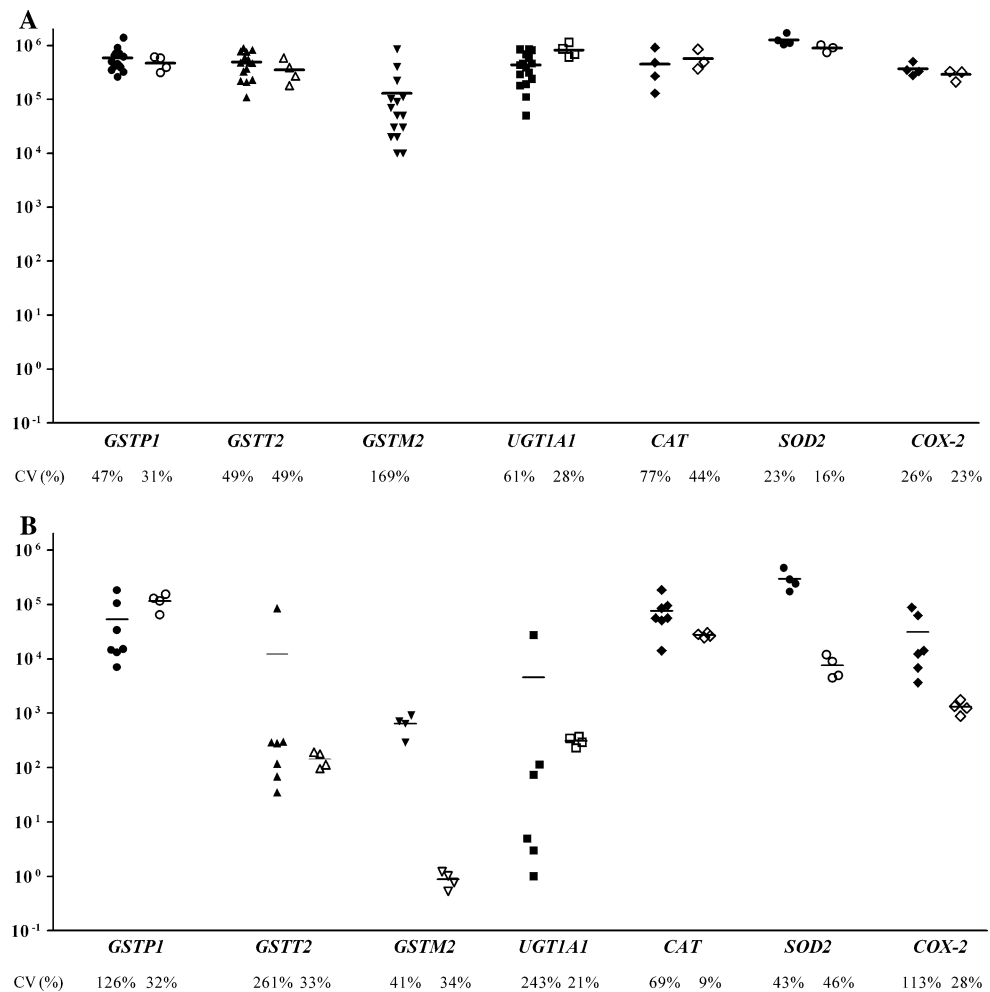 A
10⁶
10⁵
10⁴
10³
10²
10¹
10⁰
10⁻¹
GSTP1 GSTT2 GSTM2 UGT1A1 CAT SOD2 COX-2
CV (%) 47% 31% 49% 49% 169% 61% 28% 77% 44% 23% 16% 26% 23%
B
10⁶
10⁵
10⁴
10³
10²
10¹
10⁰
10⁻¹
GSTP1 GSTT2 GSTM2 UGT1A1 CAT SOD2 COX-2
CV (%) 126% 32% 261% 33% 41% 34% 243% 21% 69% 9% 43% 46% 113% 28%